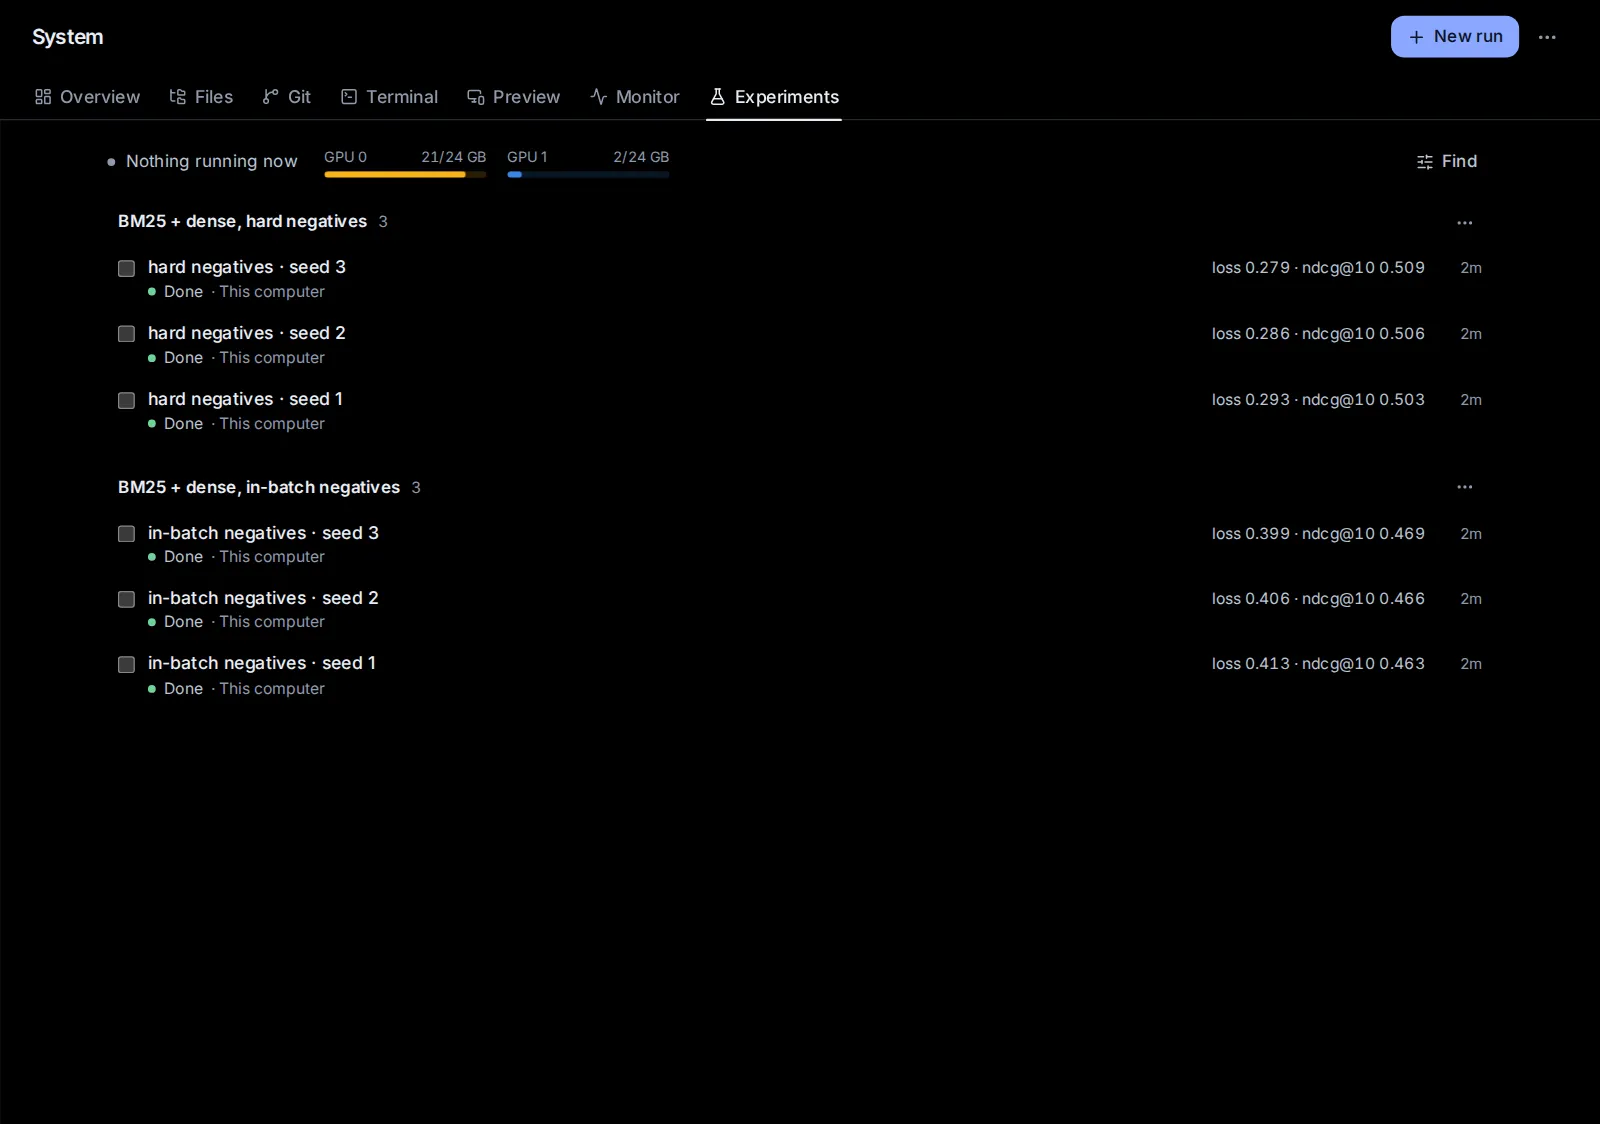 System
New run
Overview Files Git Terminal Preview Monitor Experiments
Nothing running now GPU 0 21/24 GB GPU 1 2/24 GB Find
BM25 + dense, hard negatives 3
hard negatives · seed 3 loss 0.279 · ndcg@10 0.509 2m
Done · This computer
hard negatives · seed 2 loss 0.286 · ndcg@10 0.506 2m
Done · This computer
hard negatives · seed 1 loss 0.293 · ndcg@10 0.503 2m
Done · This computer
BM25 + dense, in-batch negatives 3
in-batch negatives · seed 3 loss 0.399 · ndcg@10 0.469 2m
Done · This computer
in-batch negatives · seed 2 loss 0.406 · ndcg@10 0.466 2m
Done · This computer
in-batch negatives · seed 1 loss 0.413 · ndcg@10 0.463 2m
Done · This computer